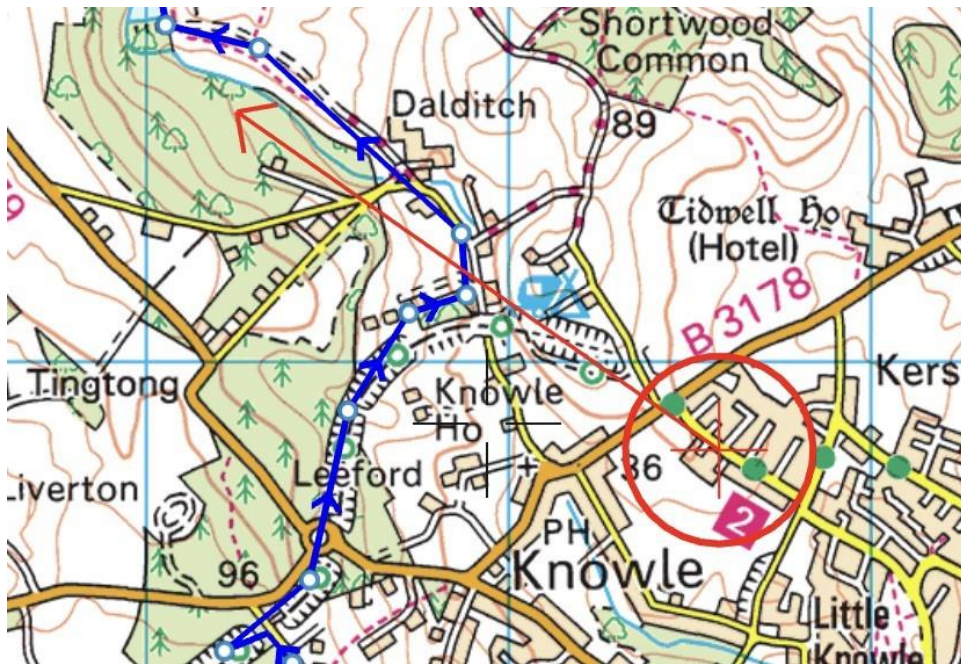 Shortwood
Common
Dalditch
89
Tidwell Ho
(Hotel)
B 3178
9
Tingtong
Knowle
Ho
Kers
Leeford
Liverton
36
2
PH
Knowle
96
Little
Knowle